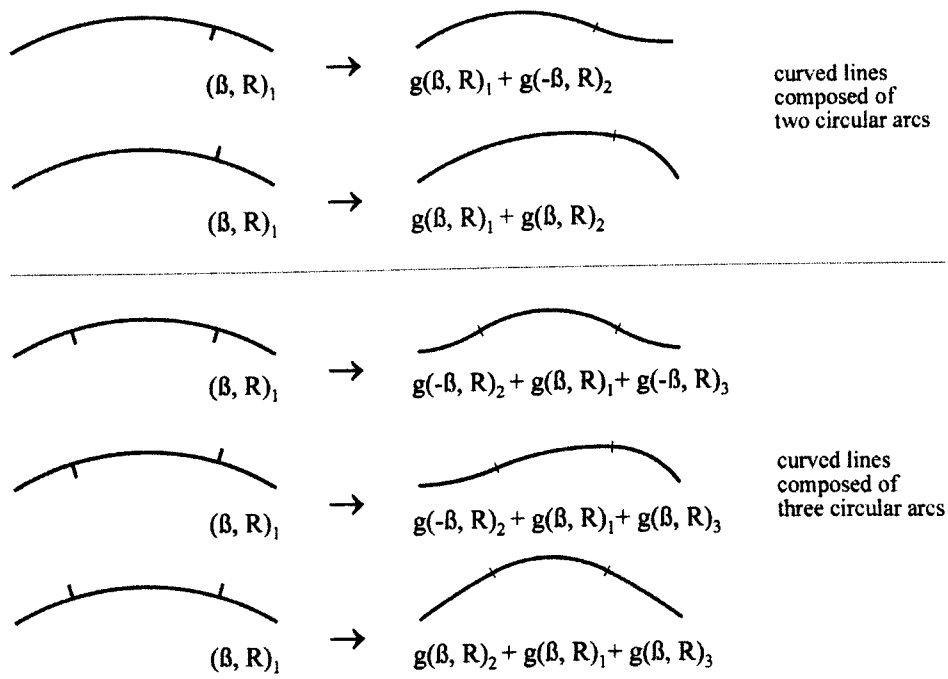 (ß, R)₁ → g(ß, R)₁ + g(-ß, R)₂
curved lines
composed of
two circular arcs
(ß, R)₁ → g(ß, R)₁ + g(ß, R)₂
(ß, R)₁ → g(-ß, R)₂ + g(ß, R)₁ + g(-ß, R)₃
(ß, R)₁ → g(-ß, R)₂ + g(ß, R)₁ + g(ß, R)₃
curved lines
composed of
three circular arcs
(ß, R)₁ → g(ß, R)₂ + g(ß, R)₁ + g(ß, R)₃